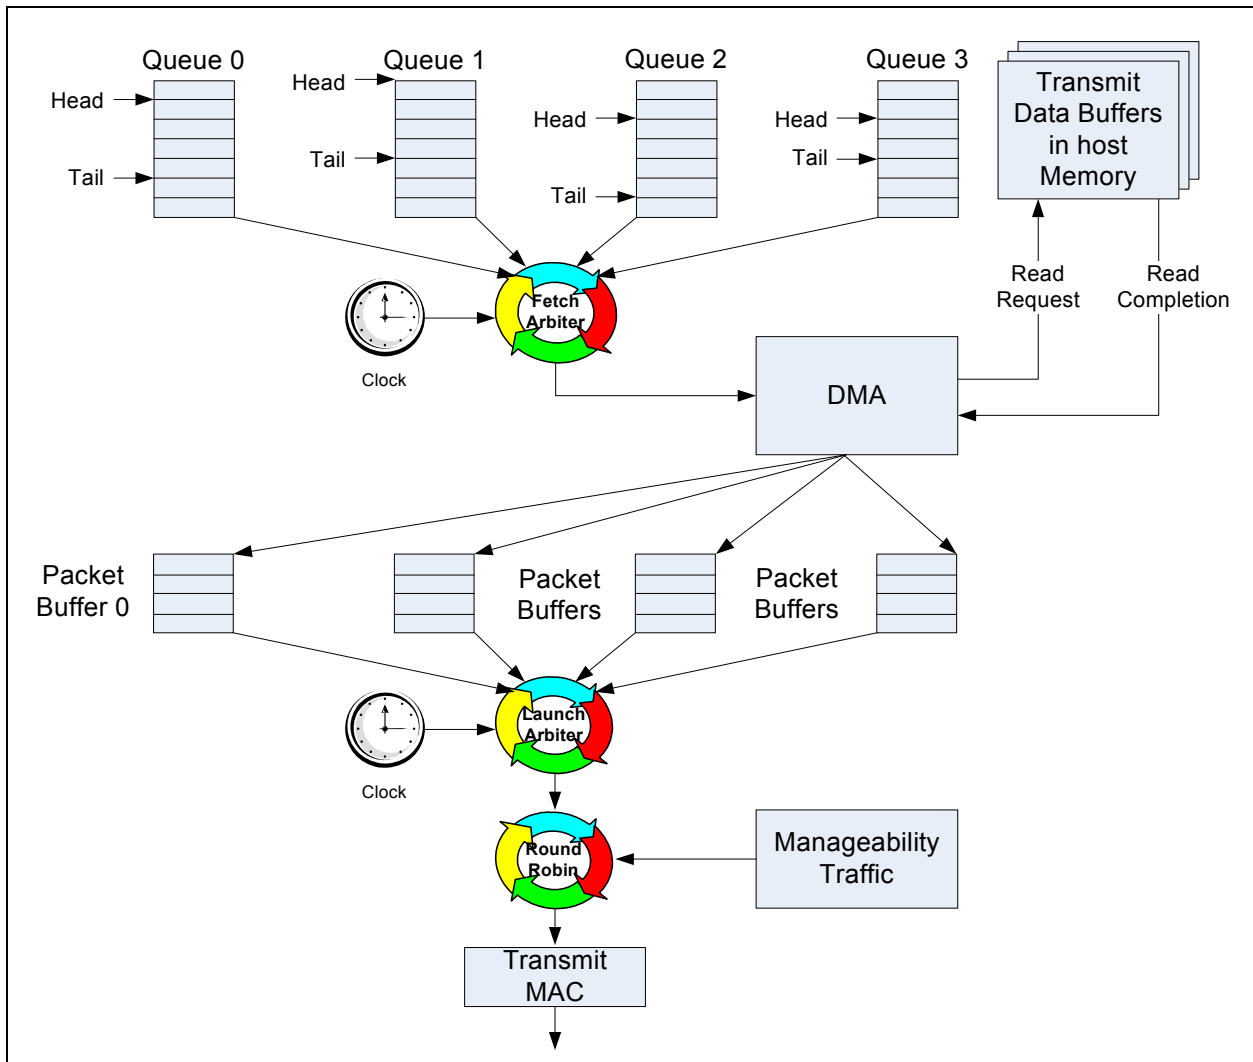 Queue 0
Queue 1
Queue 2
Queue 3
Head
Tail
Head
Tail
Head
Tail
Head
Tail
Transmit
Data Buffers
in host
Memory
Read
Request
Read
Completion
Fetch
Arbiter
Clock
DMA
Packet
Buffer 0
Packet
Buffers
Packet
Buffers
Launch
Arbiter
Clock
Round
Robin
Manageability
Traffic
Transmit
MAC